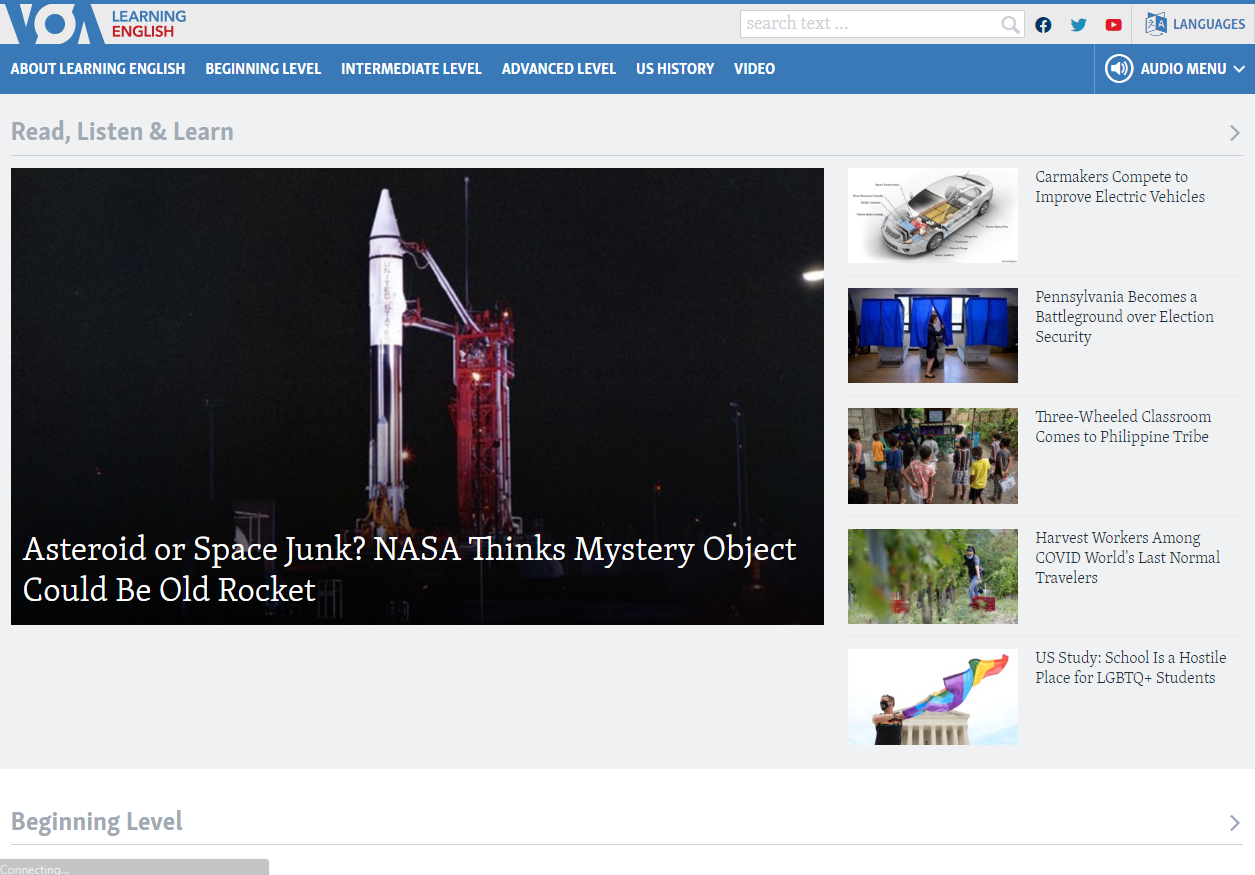 VOA
LEARNING
ENGLISH
search text ...
LANGUAGES
ABOUT LEARNING ENGLISH
BEGINNING LEVEL
INTERMEDIATE LEVEL
ADVANCED LEVEL
US HISTORY
VIDEO
AUDIO MENU
Read, Listen & Learn
UNITED STATES
Asteroid or Space Junk? NASA Thinks Mystery Object
Could Be Old Rocket
Carmakers Compete to
Improve Electric Vehicles
Pennsylvania Becomes a
Battleground over Election
Security
Three-Wheeled Classroom
Comes to Philippine Tribe
Harvest Workers Among
COVID World's Last Normal
Travelers
US Study: School Is a Hostile
Place for LGBTQ+ Students
Beginning Level
Connecting...